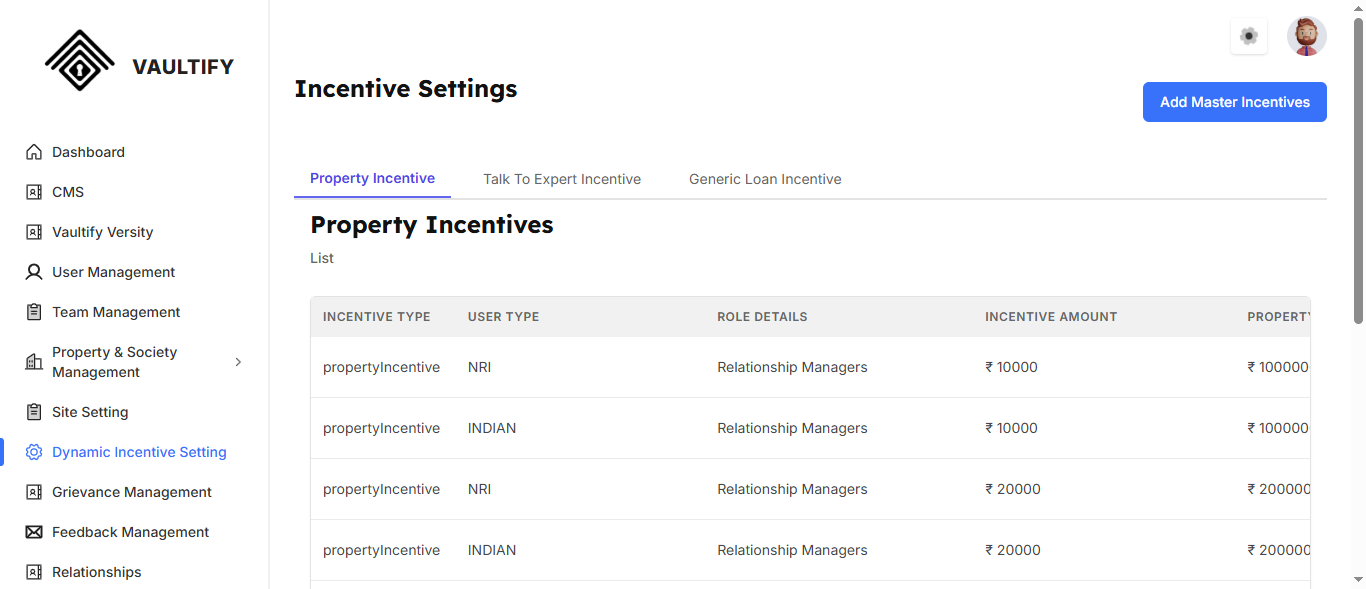 VAULTIFY
Dashboard
CMS
Vaultify Versity
User Management
Team Management
Property & Society
Management
Site Setting
Dynamic Incentive Setting
Grievance Management
Feedback Management
Relationships
Incentive Settings
Add Master Incentives
Property Incentive Talk To Expert Incentive Generic Loan Incentive
Property Incentives
List
INCENTIVE TYPE USER TYPE ROLE DETAILS INCENTIVE AMOUNT PROPERTY
propertyIncentive NRI Relationship Managers ₹ 10000 ₹ 100000
propertyIncentive INDIAN Relationship Managers ₹ 10000 ₹ 100000
propertyIncentive NRI Relationship Managers ₹ 20000 ₹ 200000
propertyIncentive INDIAN Relationship Managers ₹ 20000 ₹ 200000